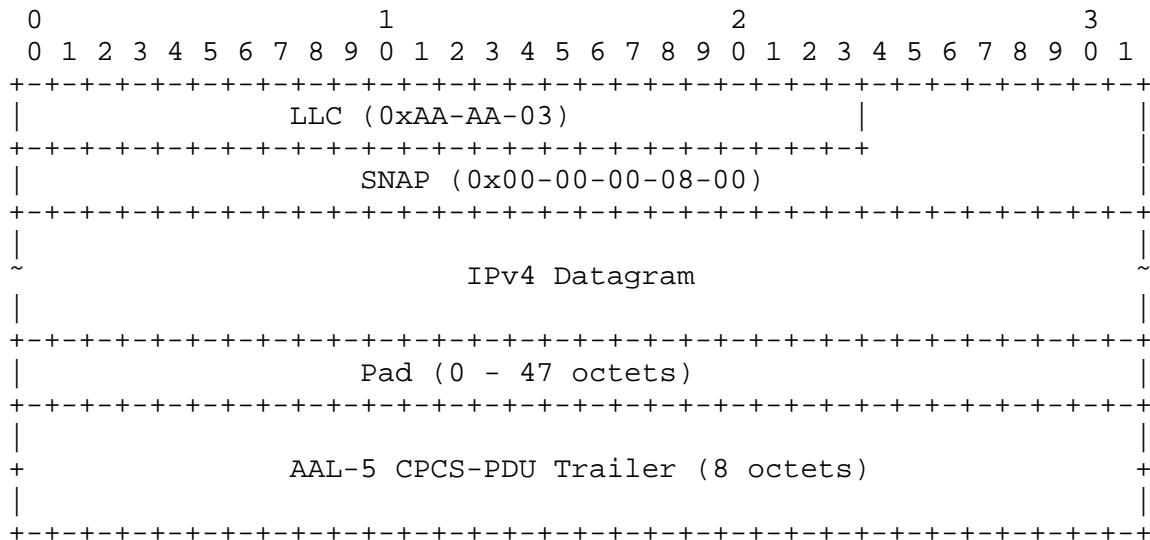 0                   1                   2                   3
 0 1 2 3 4 5 6 7 8 9 0 1 2 3 4 5 6 7 8 9 0 1 2 3 4 5 6 7 8 9 0 1
+-+-+-+-+-+-+-+-+-+-+-+-+-+-+-+-+-+-+-+-+-+-+-+-+-+-+-+-+-+-+-+-+
|               LLC (0xAA-AA-03)                |               |
+-+-+-+-+-+-+-+-+-+-+-+-+-+-+-+-+-+-+-+-+-+-+-+-+               |
|                   SNAP (0x00-00-00-08-00)                     |
+-+-+-+-+-+-+-+-+-+-+-+-+-+-+-+-+-+-+-+-+-+-+-+-+-+-+-+-+-+-+-+-+
|                                                               |
~                         IPv4 Datagram                         ~
|                                                               |
+-+-+-+-+-+-+-+-+-+-+-+-+-+-+-+-+-+-+-+-+-+-+-+-+-+-+-+-+-+-+-+-+
|                   Pad (0 - 47 octets)                         |
+-+-+-+-+-+-+-+-+-+-+-+-+-+-+-+-+-+-+-+-+-+-+-+-+-+-+-+-+-+-+-+-+
|                                                               |
+               AAL-5 CPCS-PDU Trailer (8 octets)               +
|                                                               |
+-+-+-+-+-+-+-+-+-+-+-+-+-+-+-+-+-+-+-+-+-+-+-+-+-+-+-+-+-+-+-+-+